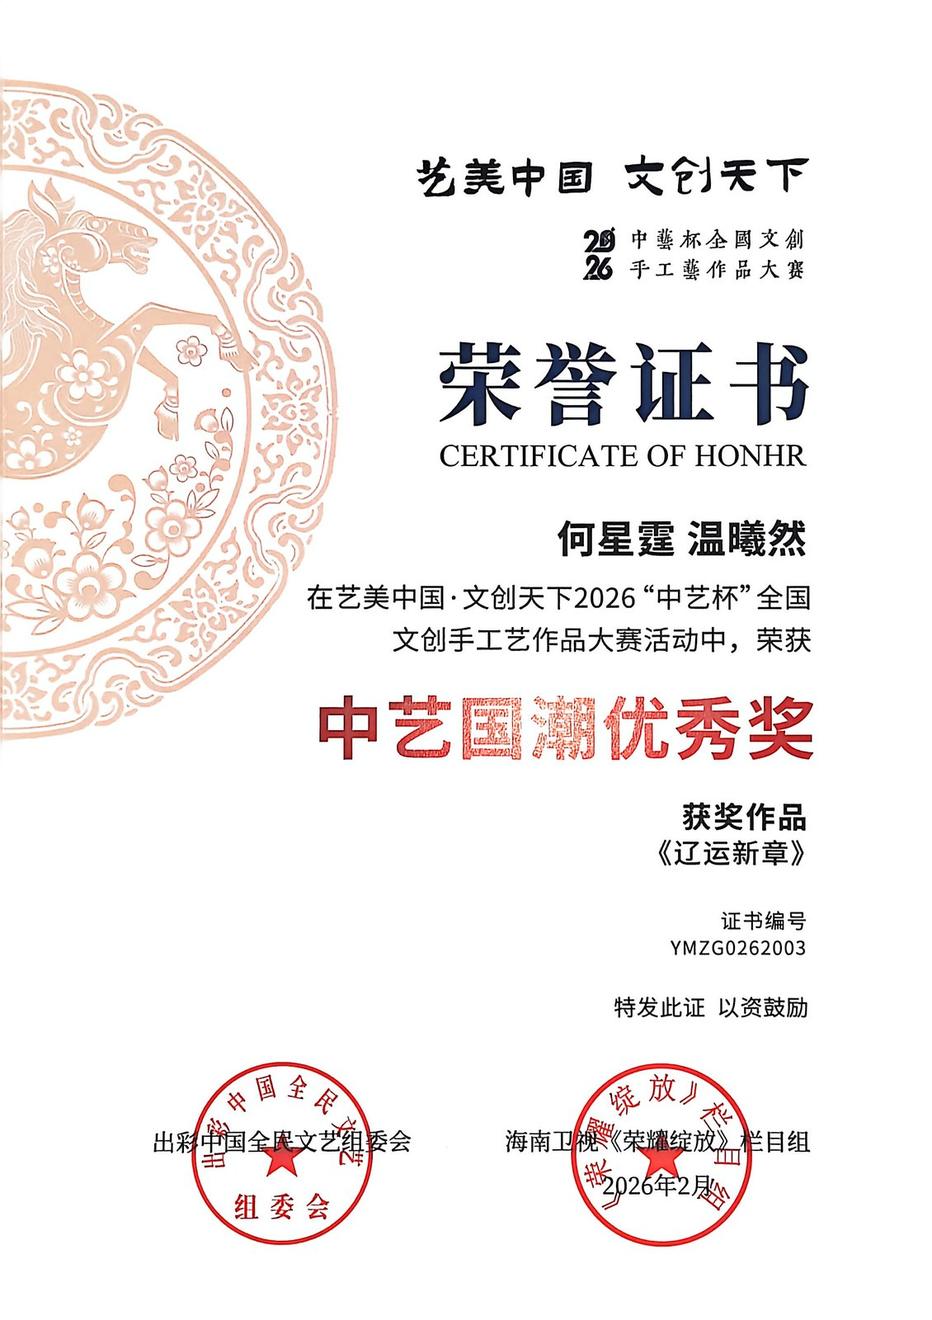 艺美中国 文创天下
2026 中藝杯全國文創
手工藝作品大赛
荣誉证书
CERTIFICATE OF HONHR
何星霆 温曦然
在艺美中国·文创天下2026“中艺杯”全国
文创手工艺作品大赛活动中，荣获
中艺国潮优秀奖
获奖作品
《辽运新章》
证书编号
YMZG0262003
特发此证 以资鼓励
出彩中国全民文艺组委会
海南卫视《荣耀绽放》栏目组
2026年2月
出彩中国全民文艺
组委会
《荣耀绽放》栏目组